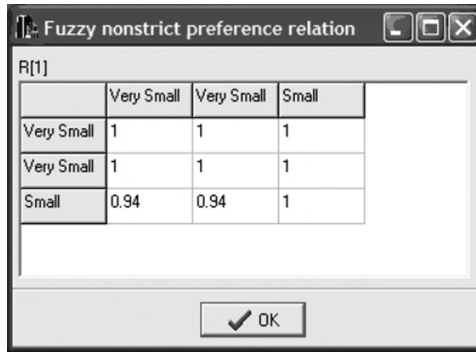 Fuzzy nonstrict preference relation
R[1]
Very Small Very Small Small
Very Small 1 1 1
Very Small 1 1 1
Small 0.94 0.94 1
OK